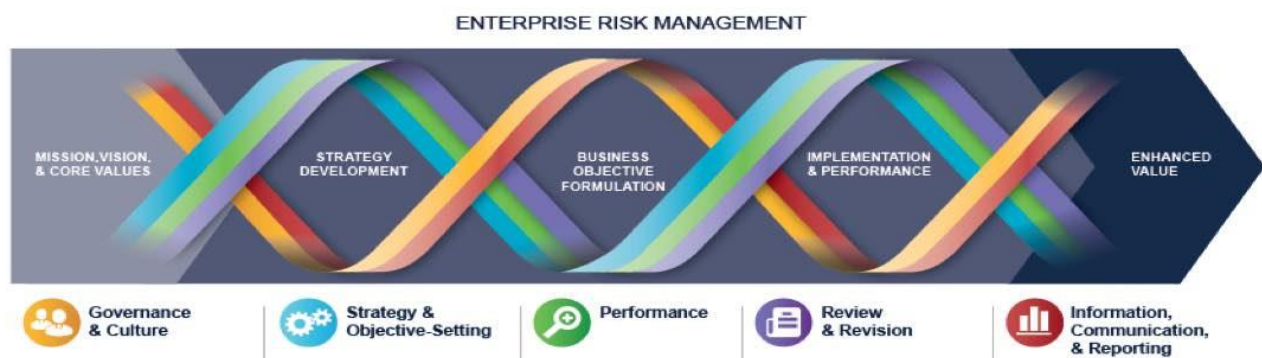 ENTERPRISE RISK MANAGEMENT
MISSION,VISION,
& CORE VALUES
STRATEGY
DEVELOPMENT
BUSINESS
OBJECTIVE
FORMULATION
IMPLEMENTATION
& PERFORMANCE
ENHANCED
VALUE
Governance
& Culture
Strategy &
Objective-Setting
Performance
Review
& Revision
Information,
Communication,
& Reporting